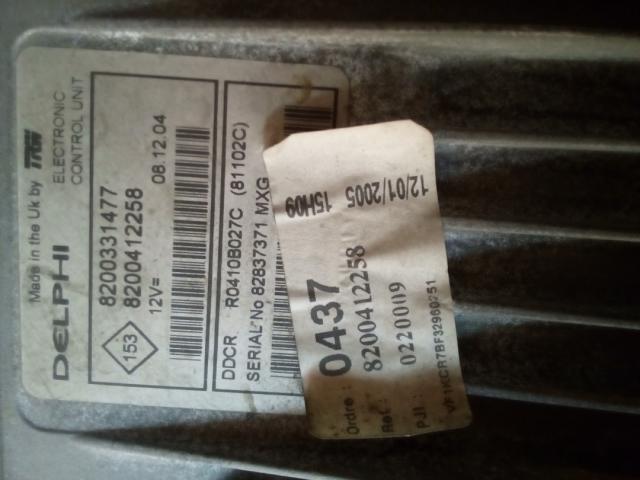 Made in the Uk by TRW
DELPHI
ELECTRONIC
CONTROL UNIT
153
8200331477
8200412258
12V= 08.12.04
DDCR R0410B027C (81102C)
SERIAL No 82837371 MXG
12/01/2005 15H09
Ordre : 0437
Ref : 8200412258
0220009
PJI :